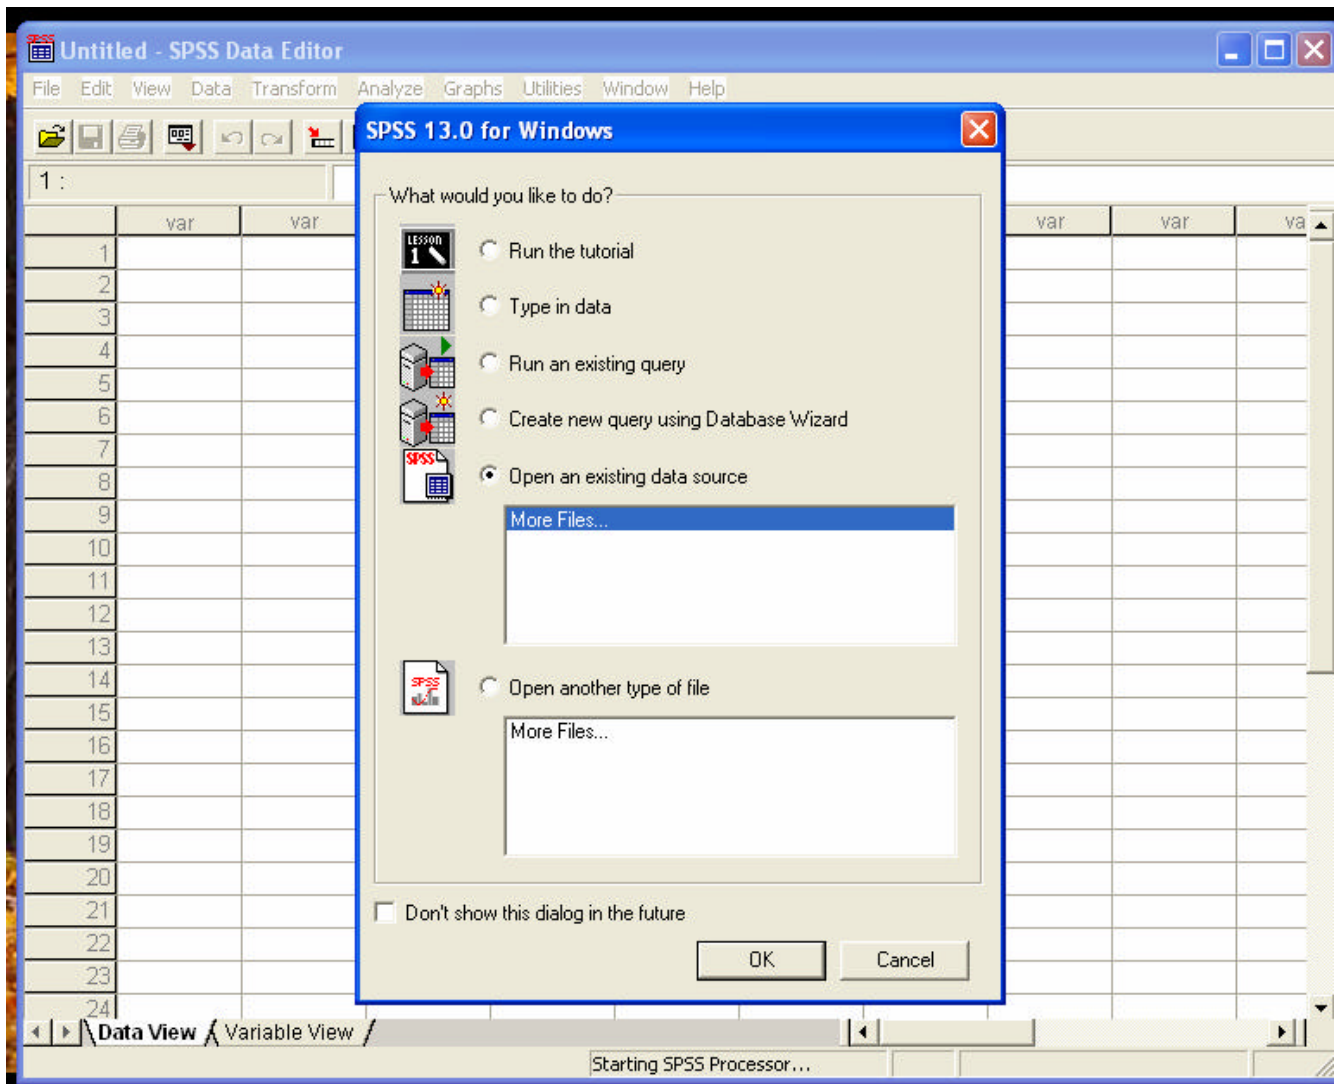 Untitled - SPSS Data Editor
File Edit View Data Transform Analyze Graphs Utilities Window Help
SPSS 13.0 for Windows
1 :
What would you like to do?
var var var var va
LESSON
1
Run the tutorial
Type in data
Run an existing query
Create new query using Database Wizard
SPSS
Open an existing data source
More Files...
SPSS
Open another type of file
More Files...
Don't show this dialog in the future
OK Cancel
1
2
3
4
5
6
7
8
9
10
11
12
13
14
15
16
17
18
19
20
21
22
23
24
Data View Variable View
Starting SPSS Processor...